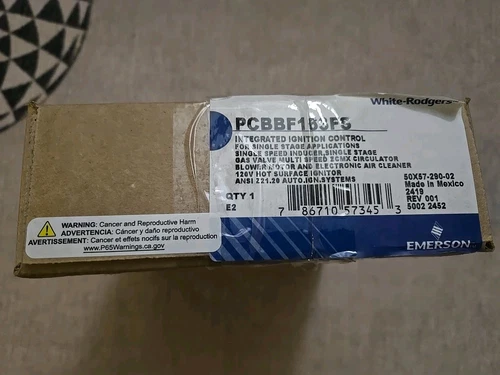 White-Rodgers
PCBBF163FS
INTEGRATED IGNITION CONTROL
FOR SINGLE STAGE APPLICATIONS
SINGLE SPEED INDUCER, SINGLE STAGE
GAS VALVE MULTI SPEED ECMX CIRCULATOR
BLOWER MOTOR AND ELECTRONIC AIR CLEANER
120V HOT SURFACE IGNITOR
ANSI Z21.20 AUTO.IGN.SYSTEMS
QTY 1
E2
7 86710 57345 3
50X57-290-02
Made in Mexico
2419
REV 001
5002 2452
EMERSON
WARNING: Cancer and Reproductive Harm
ADVERTENCIA: Cáncer y daño reproductivo
AVERTISSEMENT: Cancer et effets nocifs sur la reproduction
www.P65Warnings.ca.gov